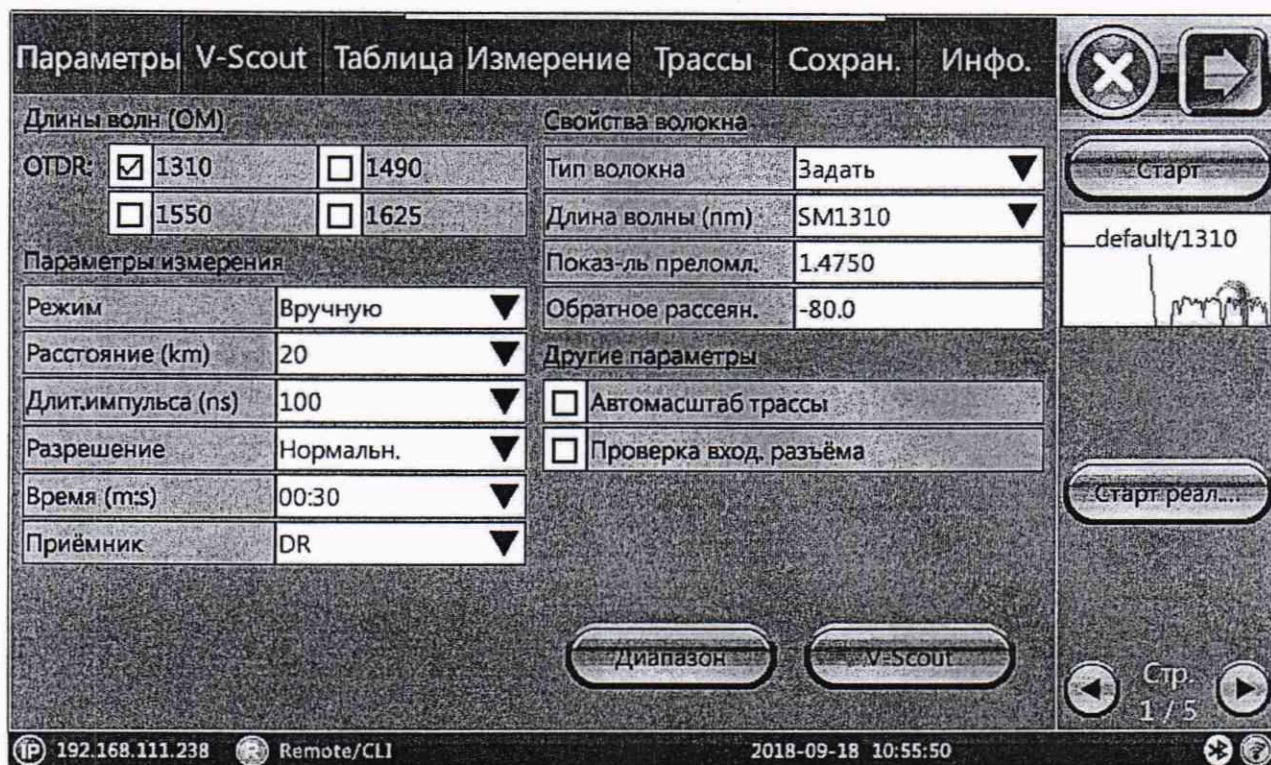 Параметры V-Scout Таблица Измерение Трассы Сохран. Инфо.
Длины волн (OM)
OTDR: 1310 1490
1550 1625
Параметры измерения
Режим Вручную
Расстояние (km) 20
Длит.импульса (ns) 100
Разрешение Нормальн.
Время (m:s) 00:30
Приёмник DR
Свойства волокна
Тип волокна Задать
Длина волны (nm) SM1310
Показ-ль преломл. 1.4750
Обратное рассеян. -80.0
Другие параметры
Автомасштаб трассы
Проверка вход. разъёма
Диапазон V-Scout
Старт
default/1310
Старт реал....
Стр.
1 / 5
IP 192.168.111.238 R Remote/CLI 2018-09-18 10:55:50